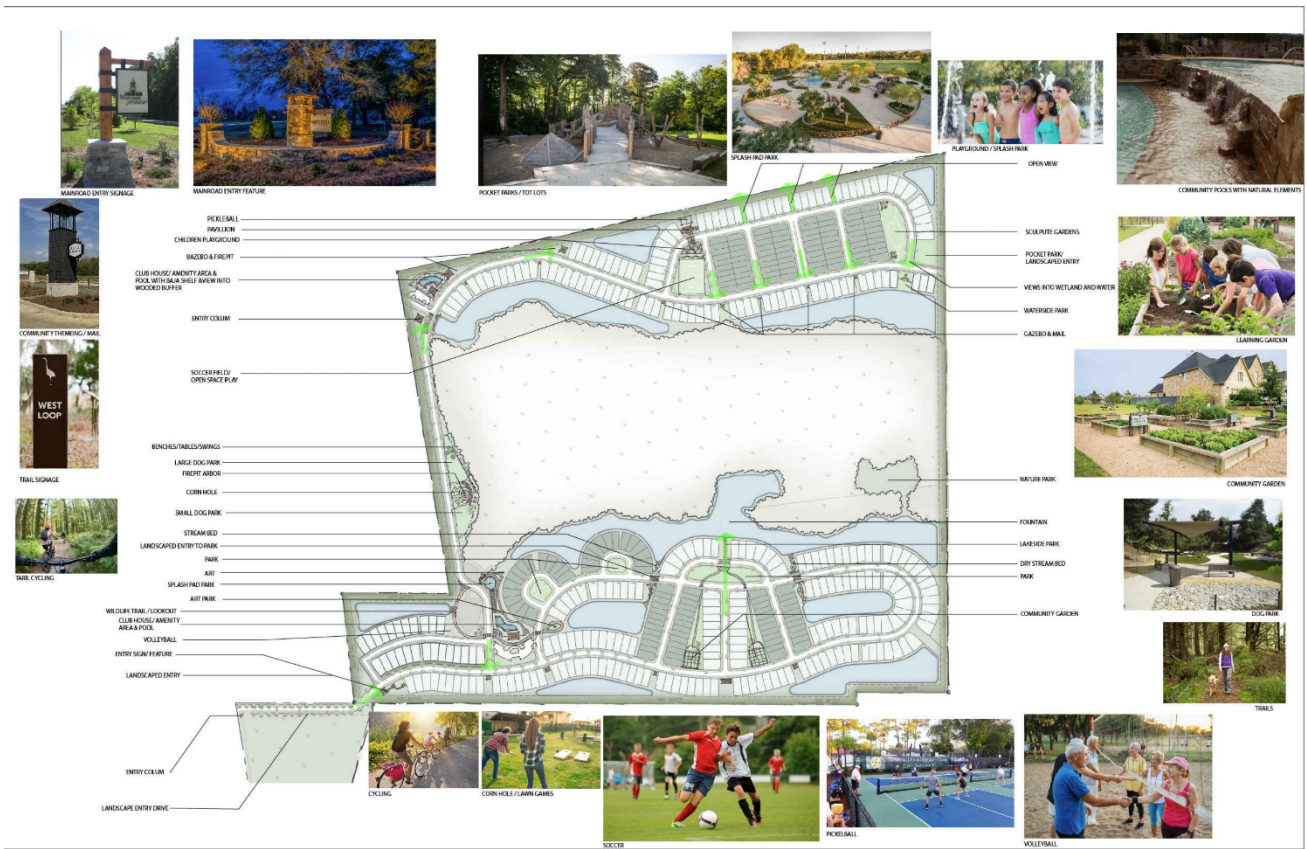 MAINROAD ENTRY SIGNAGE
MAINROAD ENTRY FEATURE
POCKET PARKS / TOT LOTS
SPLASH PAD PARK
PLAYGROUND / SPLASH PARK
COMMUNITY POOLS WITH NATURAL ELEMENTS
COMMUNITY THEMEING / MAIL
WEST
LOOP
TRAIL SIGNAGE
TARIL CYCLING
PICKLEBALL
PAVILLION
CHILDREN PLAYGROUND
BAZEBO & FIREPIT
CLUB HOUSE/ AMENITY AREA &
POOL WITH BAJA SHELF &VIEW INTO
WOODED BUFFER
ENTRY COLUM
SOCCER FIELD/
OPEN SPACE PLAY
BENCHES/TABLES/SWINGS
LARGE DOG PARK
FIREPIT ARBOR
CORN HOLE
SMALL DOG PARK
STREAM BED
LANDSCAPED ENTRY TO PARK
PARK
ART
SPLASH PAD PARK
ART PARK
WILDLIFE TRAIL / LOOKOUT
CLUB HOUSE/ AMENITY
AREA & POOL
VOLLEYBALL
ENTRY SIGN/ FEATURE
LANDSCAPED ENTRY
ENTRY COLUM
LANDSCAPE ENTRY DRIVE
OPEN VIEW
SCULPUTE GARDENS
POCKET PARK/
LANDSCAPED ENTRY
VIEWS INTO WETLAND AND WATER
WATERSIDE PARK
GAZEBO & MAIL
NATURE PARK
FOUNTAIN
LAKESIDE PARK
DRY STREAM BED
PARK
COMMUNITY GARDEN
LEARNING GARDEN
COMMUNITY GARDEN
DOG PARK
TRAILS
CYCLING
CORN HOLE / LAWN GAMES
SOCCER
PICKELBALL
VOLLEYBALL